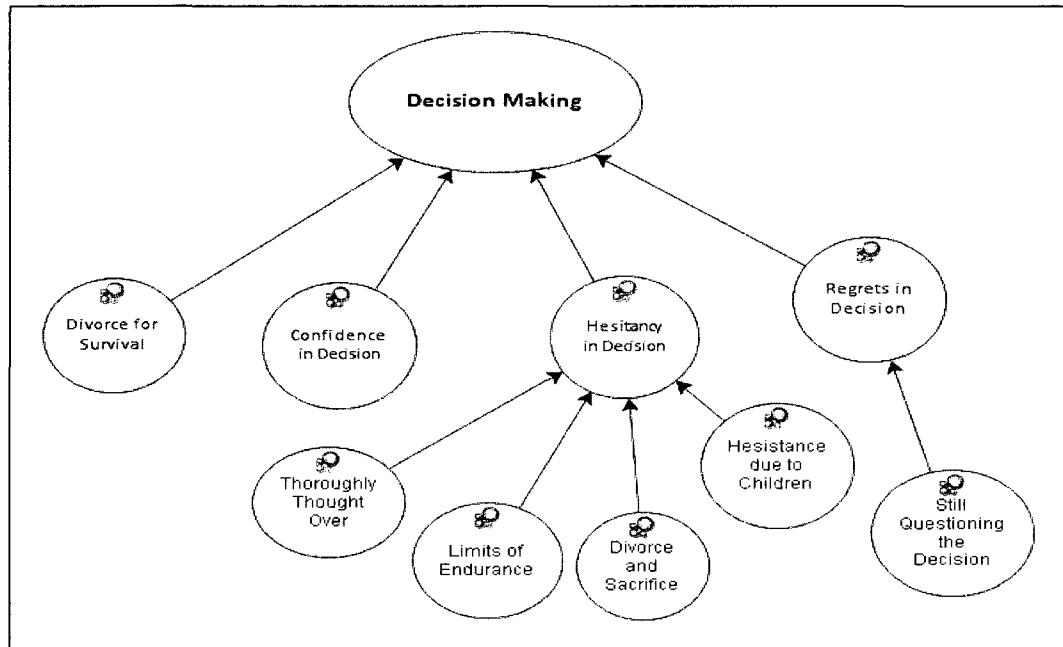 Decision Making
Divorce for
Survival
Confidence
in Decision
Hesitancy
in Decision
Regrets in
Decision
Thoroughly
Thought
Over
Limits of
Endurance
Divorce
and
Sacrifice
Hesistance
due to
Children
Still
Questioning
the
Decision